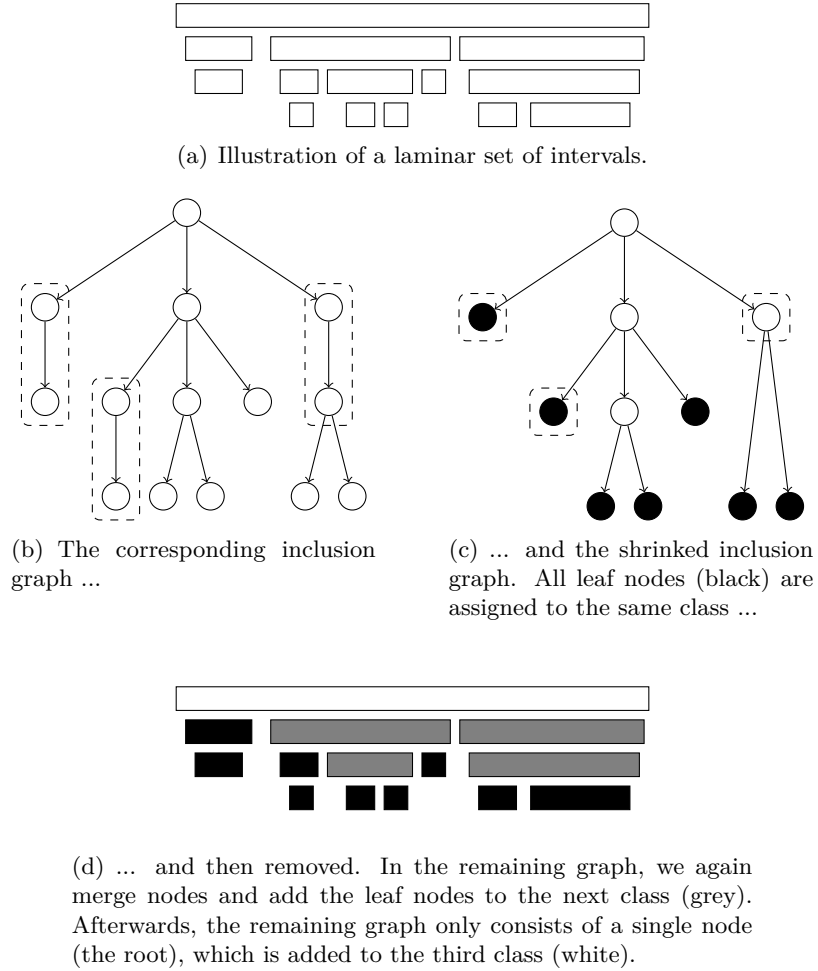 (a) Illustration of a laminar set of intervals.
(b) The corresponding inclusion
graph ...
(c) ... and the shrinked inclusion
graph. All leaf nodes (black) are
assigned to the same class ...
(d) ... and then removed. In the remaining graph, we again
merge nodes and add the leaf nodes to the next class (grey).
Afterwards, the remaining graph only consists of a single node
(the root), which is added to the third class (white).